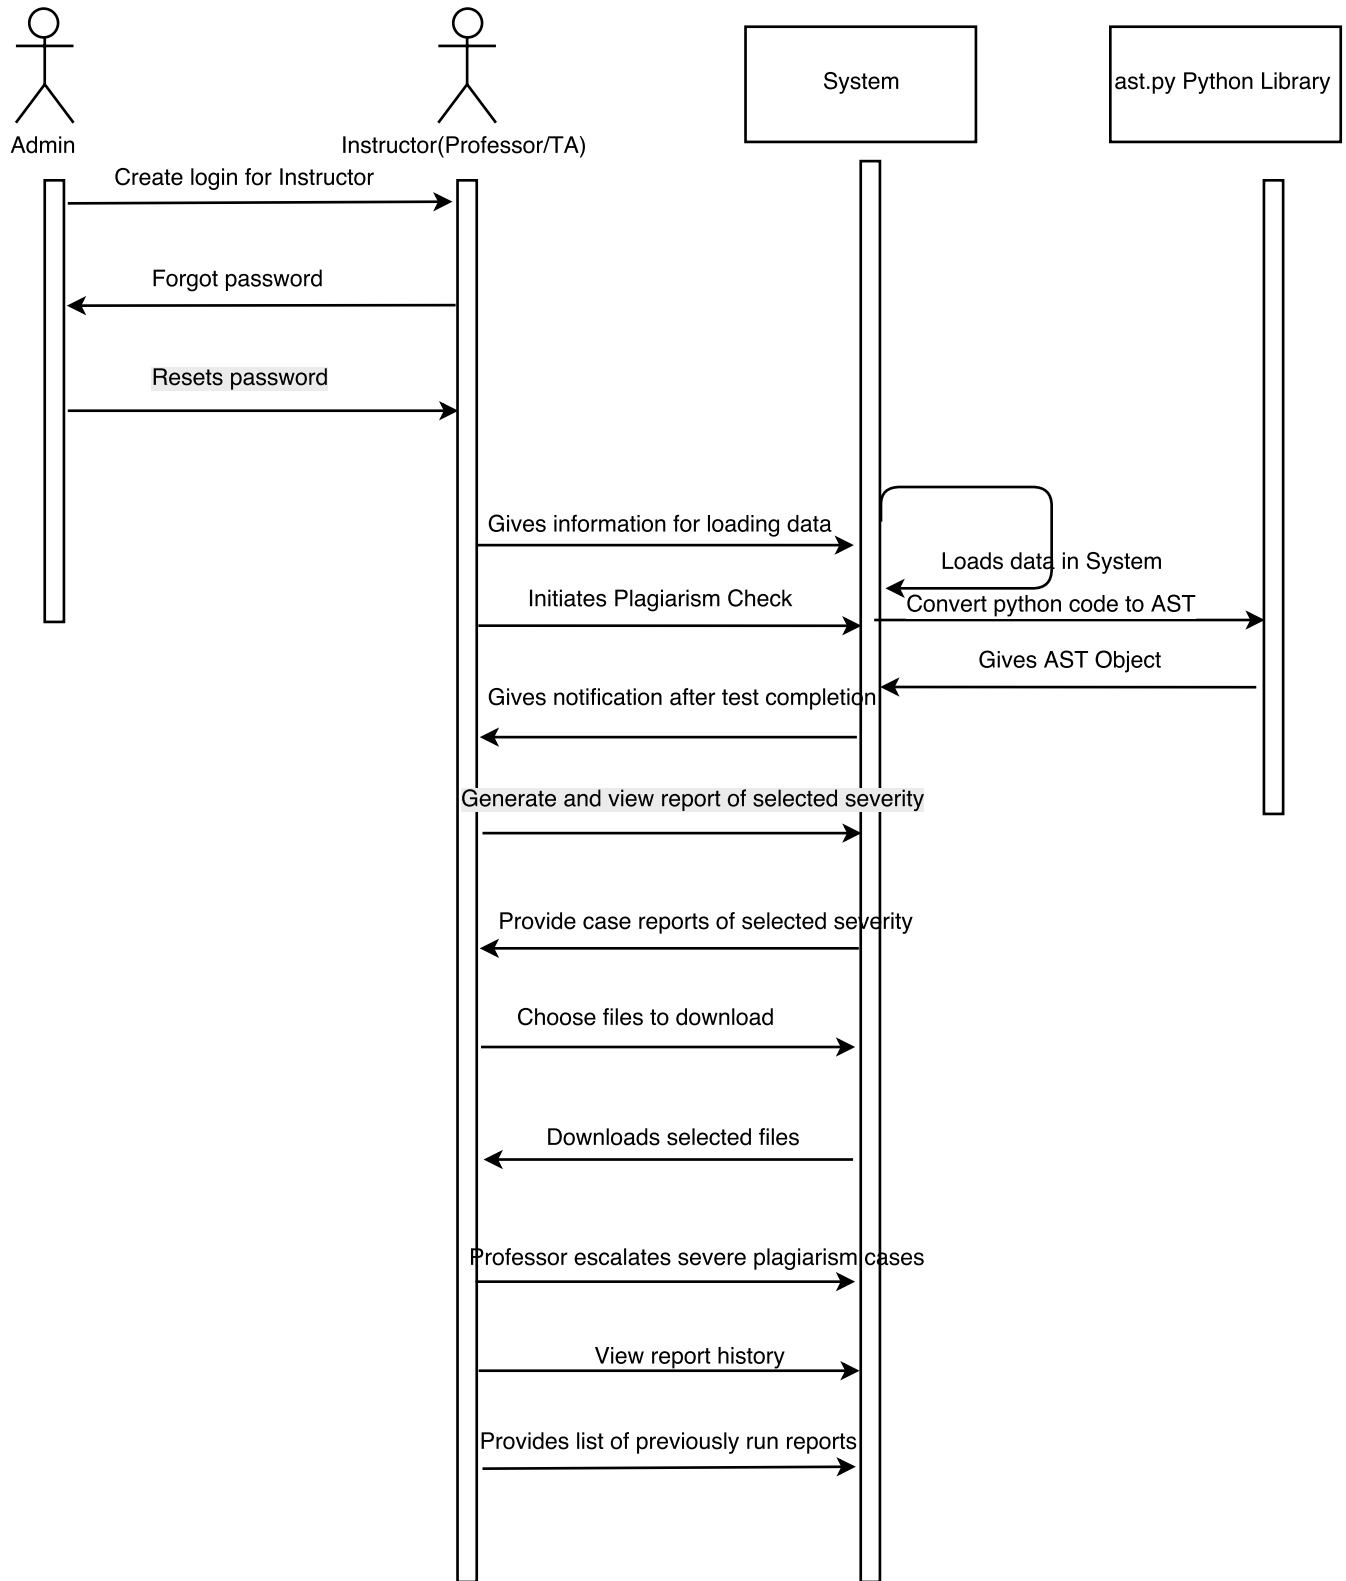 System
ast.py Python Library
Admin
Instructor(Professor/TA)
Create login for Instructor
Forgot password
Resets password
Gives information for loading data
Loads data in System
Initiates Plagiarism Check
Convert python code to AST
Gives AST Object
Gives notification after test completion
Generate and view report of selected severity
Provide case reports of selected severity
Choose files to download
Downloads selected files
Professor escalates severe plagiarism cases
View report history
Provides list of previously run reports